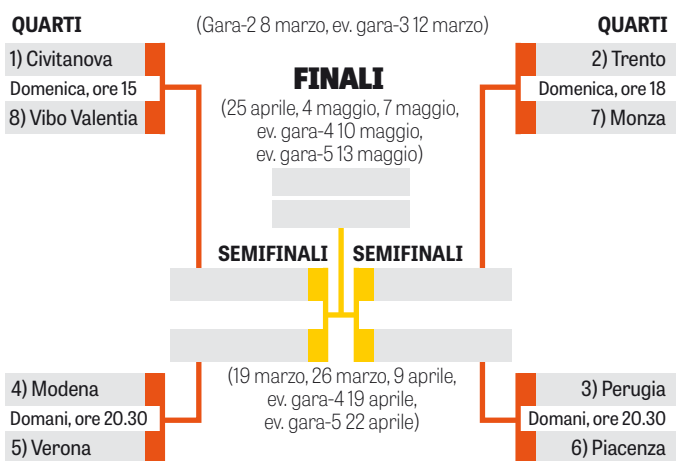 QUARTI
(Gara-2 8 marzo, ev. gara-3 12 marzo)
QUARTI
1) Civitanova
Domenica, ore 15
8) Vibo Valentia
2) Trento
Domenica, ore 18
7) Monza
FINALI
(25 aprile, 4 maggio, 7 maggio,
ev. gara-4 10 maggio,
ev. gara-5 13 maggio)
SEMIFINALI
SEMIFINALI
(19 marzo, 26 marzo, 9 aprile,
ev. gara-4 19 aprile,
ev. gara-5 22 aprile)
4) Modena
Domani, ore 20.30
5) Verona
3) Perugia
Domani, ore 20.30
6) Piacenza